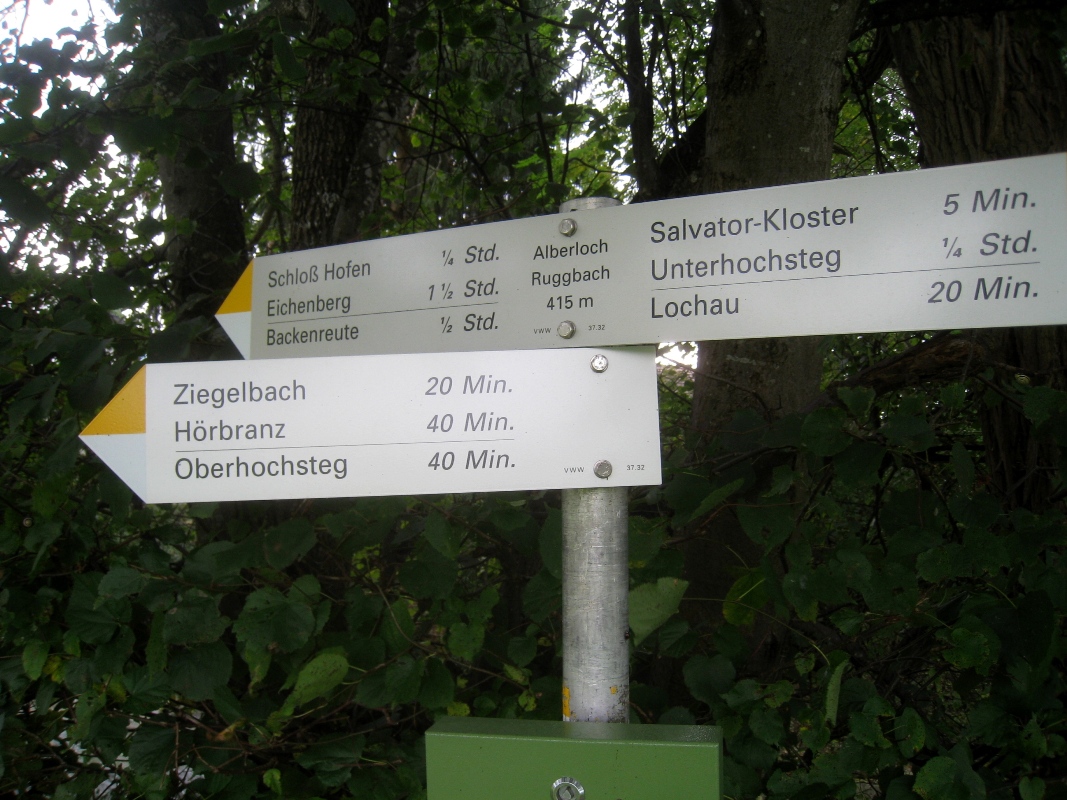 Schloß Hofen ¼ Std.
Eichenberg 1 ½ Std.
Backenreute ½ Std.
Alberloch
Ruggbach
415 m
VWW 37.32
Salvator-Kloster 5 Min.
Unterhochsteg ¼ Std.
Lochau 20 Min.
Ziegelbach 20 Min.
Hörbranz 40 Min.
Oberhochsteg 40 Min.
VWW 37.32